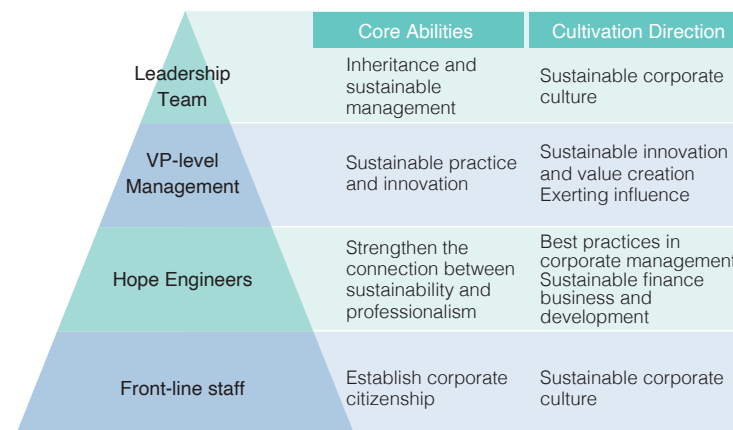 Core Abilities
Cultivation Direction
Leadership
Team
Inheritance and
sustainable
management
Sustainable corporate
culture
VP-level
Management
Sustainable practice
and innovation
Sustainable innovation
and value creation
Exerting influence
Hope Engineers
Strengthen the
connection between
sustainability and
professionalism
Best practices in
corporate management
Sustainable finance
business and
development
Front-line staff
Establish corporate
citizenship
Sustainable corporate
culture